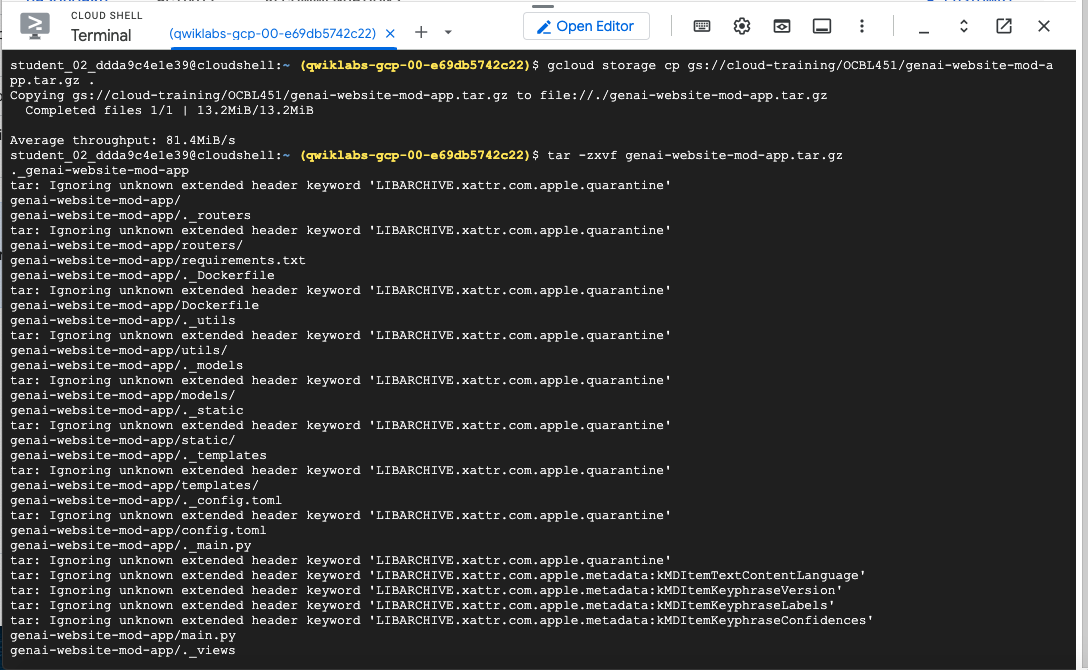 CLOUD SHELL
Terminal
(qwiklabs-gcp-00-e69db5742c22)
Open Editor
student_02_ddda9c4e1e39@cloudshell:~ (qwiklabs-gcp-00-e69db5742c22)$ gcloud storage cp gs://cloud-training/OCBL451/genai-website-mod-a
pp.tar.gz .
Copying gs://cloud-training/OCBL451/genai-website-mod-app.tar.gz to file://./genai-website-mod-app.tar.gz
Completed files 1/1 | 13.2MiB/13.2MiB
Average throughput: 81.4MiB/s
student_02_ddda9c4e1e39@cloudshell:~ (qwiklabs-gcp-00-e69db5742c22)$ tar -zxvf genai-website-mod-app.tar.gz
._genai-website-mod-app
tar: Ignoring unknown extended header keyword 'LIBARCHIVE.xattr.com.apple.quarantine'
genai-website-mod-app/
genai-website-mod-app/._routers
tar: Ignoring unknown extended header keyword 'LIBARCHIVE.xattr.com.apple.quarantine'
genai-website-mod-app/routers/
genai-website-mod-app/requirements.txt
genai-website-mod-app/._Dockerfile
tar: Ignoring unknown extended header keyword 'LIBARCHIVE.xattr.com.apple.quarantine'
genai-website-mod-app/Dockerfile
genai-website-mod-app/._utils
tar: Ignoring unknown extended header keyword 'LIBARCHIVE.xattr.com.apple.quarantine'
genai-website-mod-app/utils/
genai-website-mod-app/._models
tar: Ignoring unknown extended header keyword 'LIBARCHIVE.xattr.com.apple.quarantine'
genai-website-mod-app/models/
genai-website-mod-app/._static
tar: Ignoring unknown extended header keyword 'LIBARCHIVE.xattr.com.apple.quarantine'
genai-website-mod-app/static/
genai-website-mod-app/._templates
tar: Ignoring unknown extended header keyword 'LIBARCHIVE.xattr.com.apple.quarantine'
genai-website-mod-app/templates/
genai-website-mod-app/._config.toml
tar: Ignoring unknown extended header keyword 'LIBARCHIVE.xattr.com.apple.quarantine'
genai-website-mod-app/config.toml
genai-website-mod-app/._main.py
tar: Ignoring unknown extended header keyword 'LIBARCHIVE.xattr.com.apple.quarantine'
tar: Ignoring unknown extended header keyword 'LIBARCHIVE.xattr.com.apple.metadata:kMDItemTextContentLanguage'
tar: Ignoring unknown extended header keyword 'LIBARCHIVE.xattr.com.apple.metadata:kMDItemKeyphraseVersion'
tar: Ignoring unknown extended header keyword 'LIBARCHIVE.xattr.com.apple.metadata:kMDItemKeyphraseLabels'
tar: Ignoring unknown extended header keyword 'LIBARCHIVE.xattr.com.apple.metadata:kMDItemKeyphraseConfidences'
genai-website-mod-app/main.py
genai-website-mod-app/._views